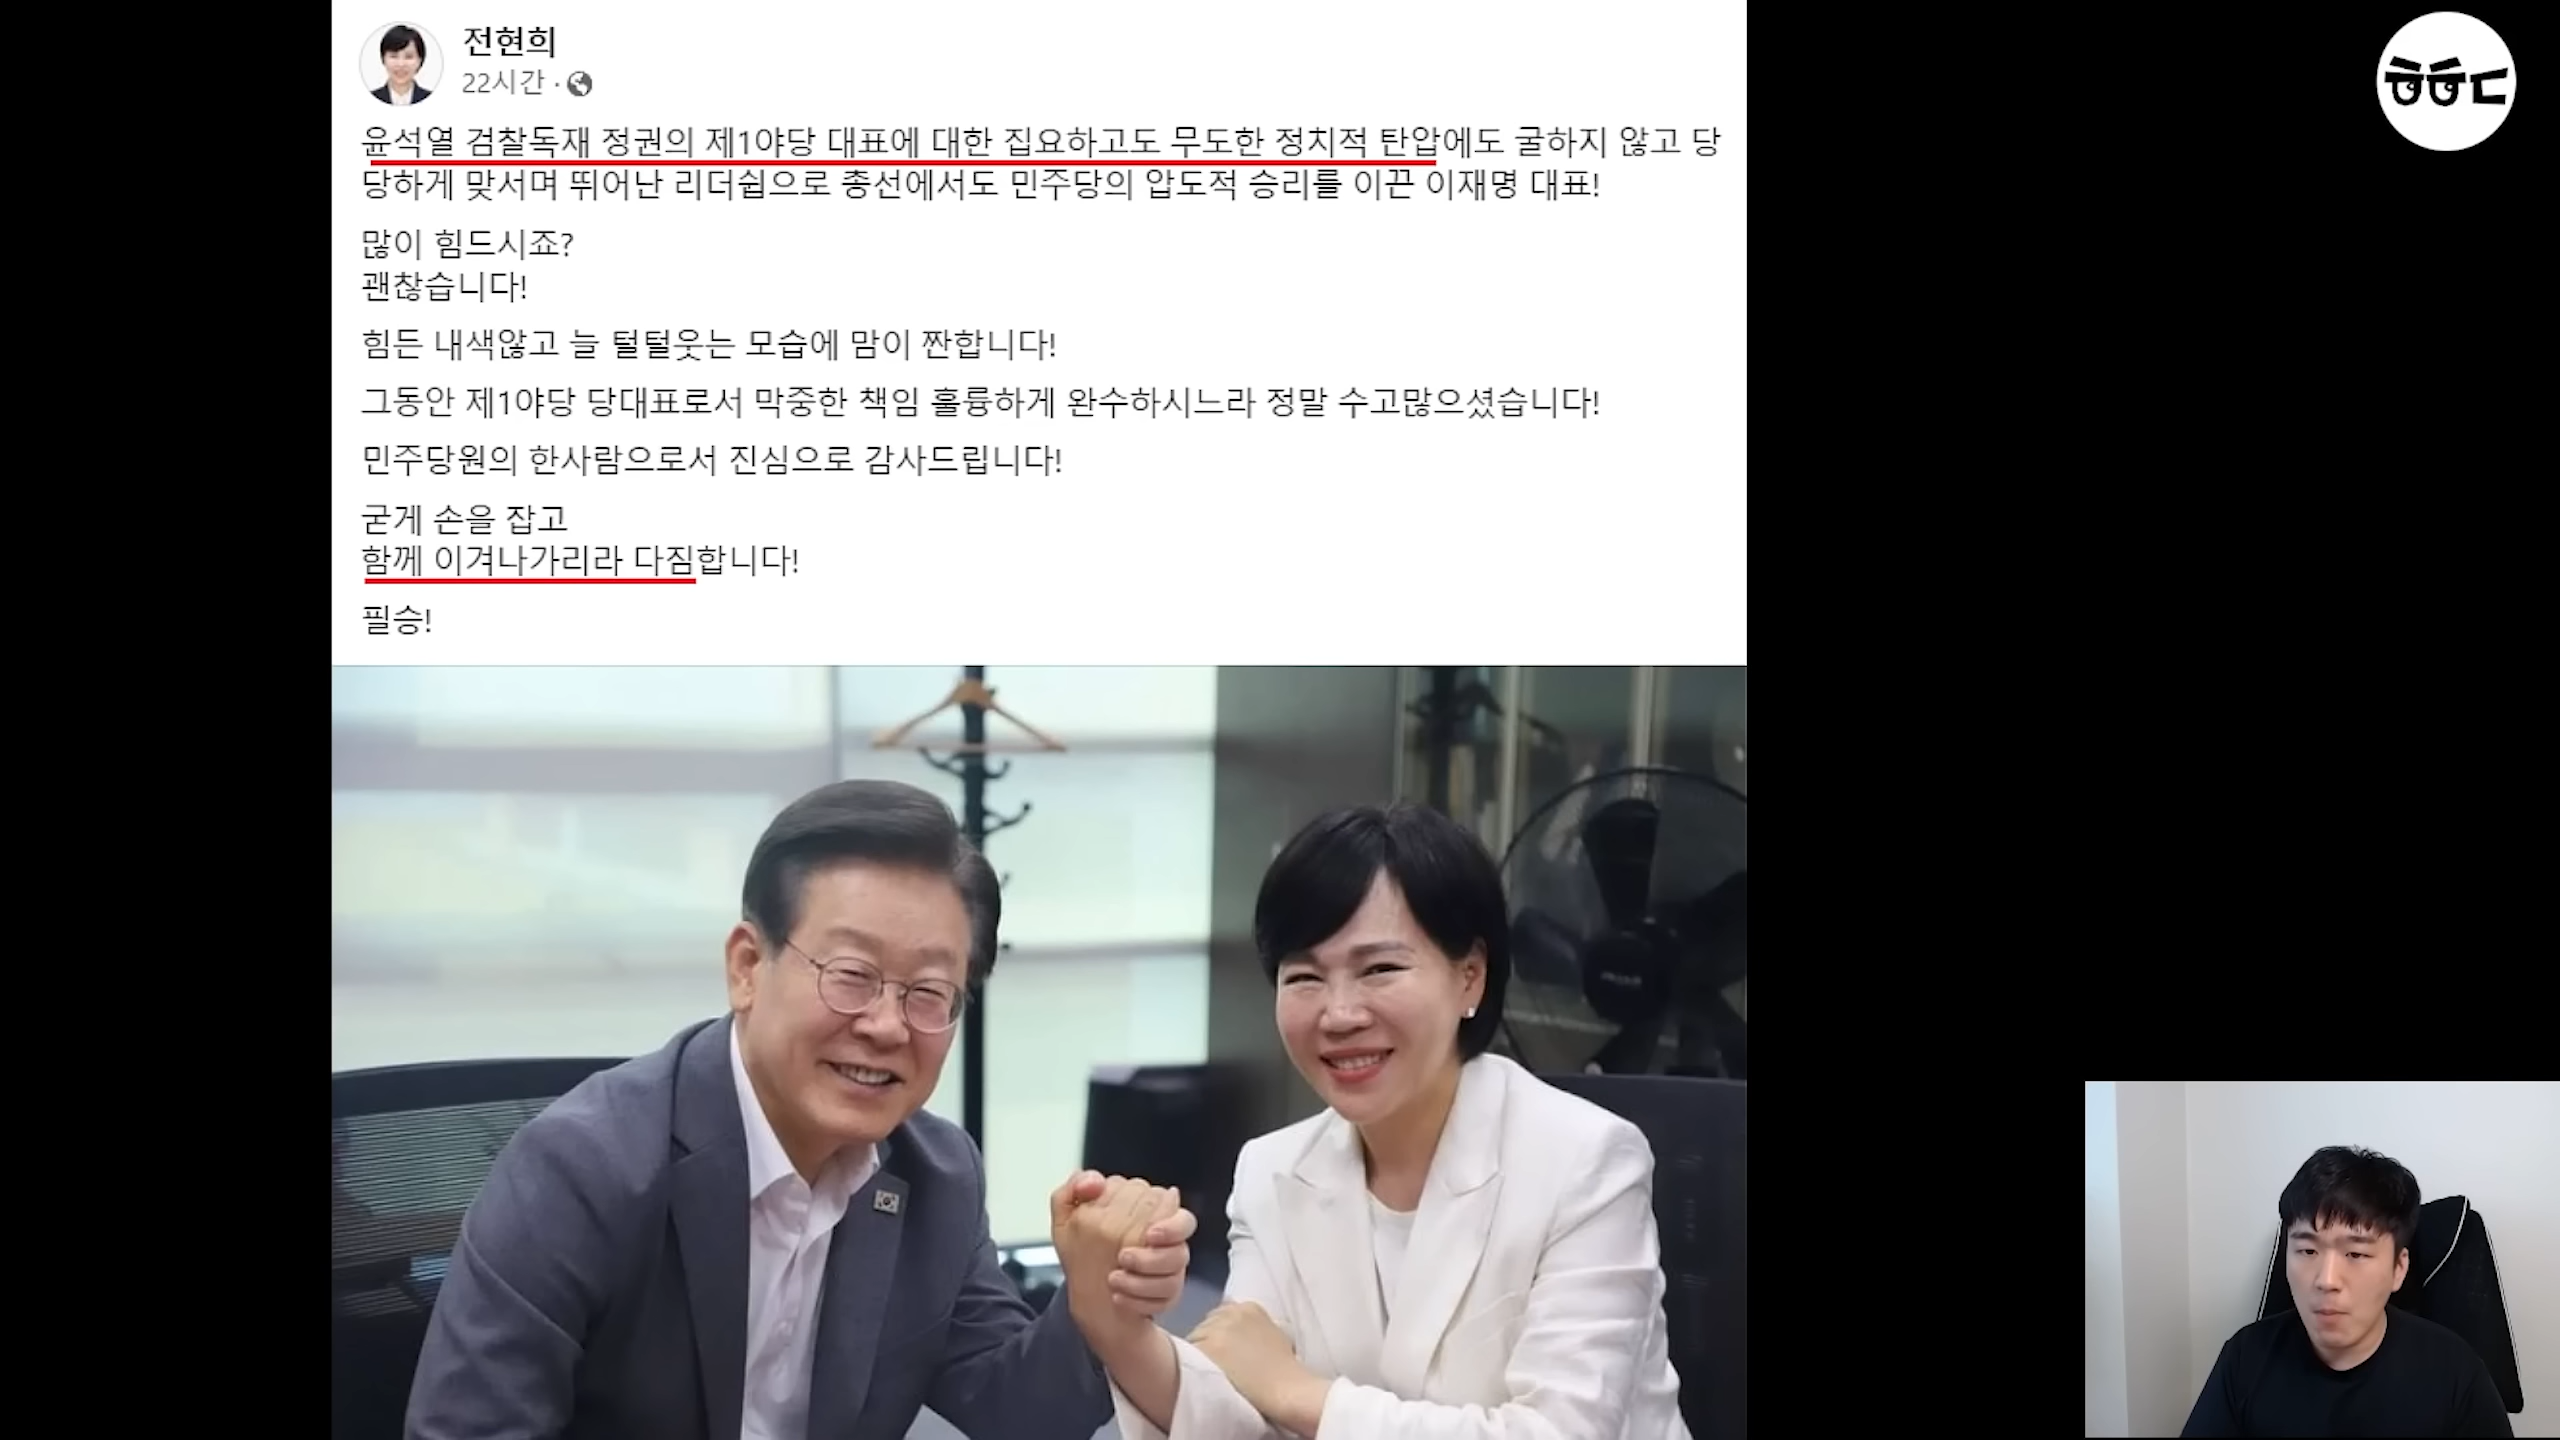 전현희
22시간 ·
윤석열 검찰독재 정권의 제1야당 대표에 대한 집요하고도 무도한 정치적 탄압에도 굴하지 않고 당
당하게 맞서며 뛰어난 리더쉽으로 총선에서도 민주당의 압도적 승리를 이끈 이재명 대표!
많이 힘드시죠?
괜찮습니다!
힘든 내색않고 늘 털털웃는 모습에 맘이 짠합니다!
그동안 제1야당 당대표로서 막중한 책임 훌륭하게 완수하시느라 정말 수고많으셨습니다!
민주당원의 한사람으로서 진심으로 감사드립니다!
굳게 손을 잡고
함께 이겨나가리라 다짐합니다!
필승!
ㅎㅎㄷ